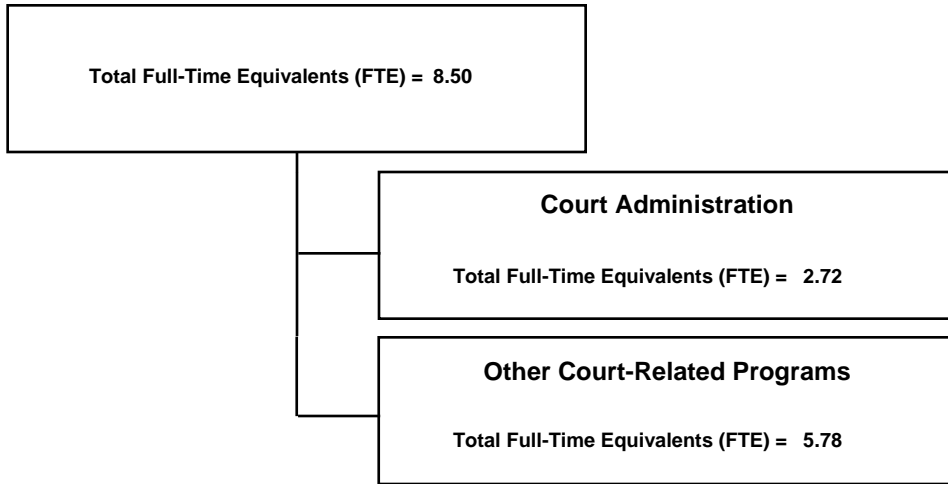 Total Full-Time Equivalents (FTE) = 8.50
Court Administration
Total Full-Time Equivalents (FTE) = 2.72
Other Court-Related Programs
Total Full-Time Equivalents (FTE) = 5.78